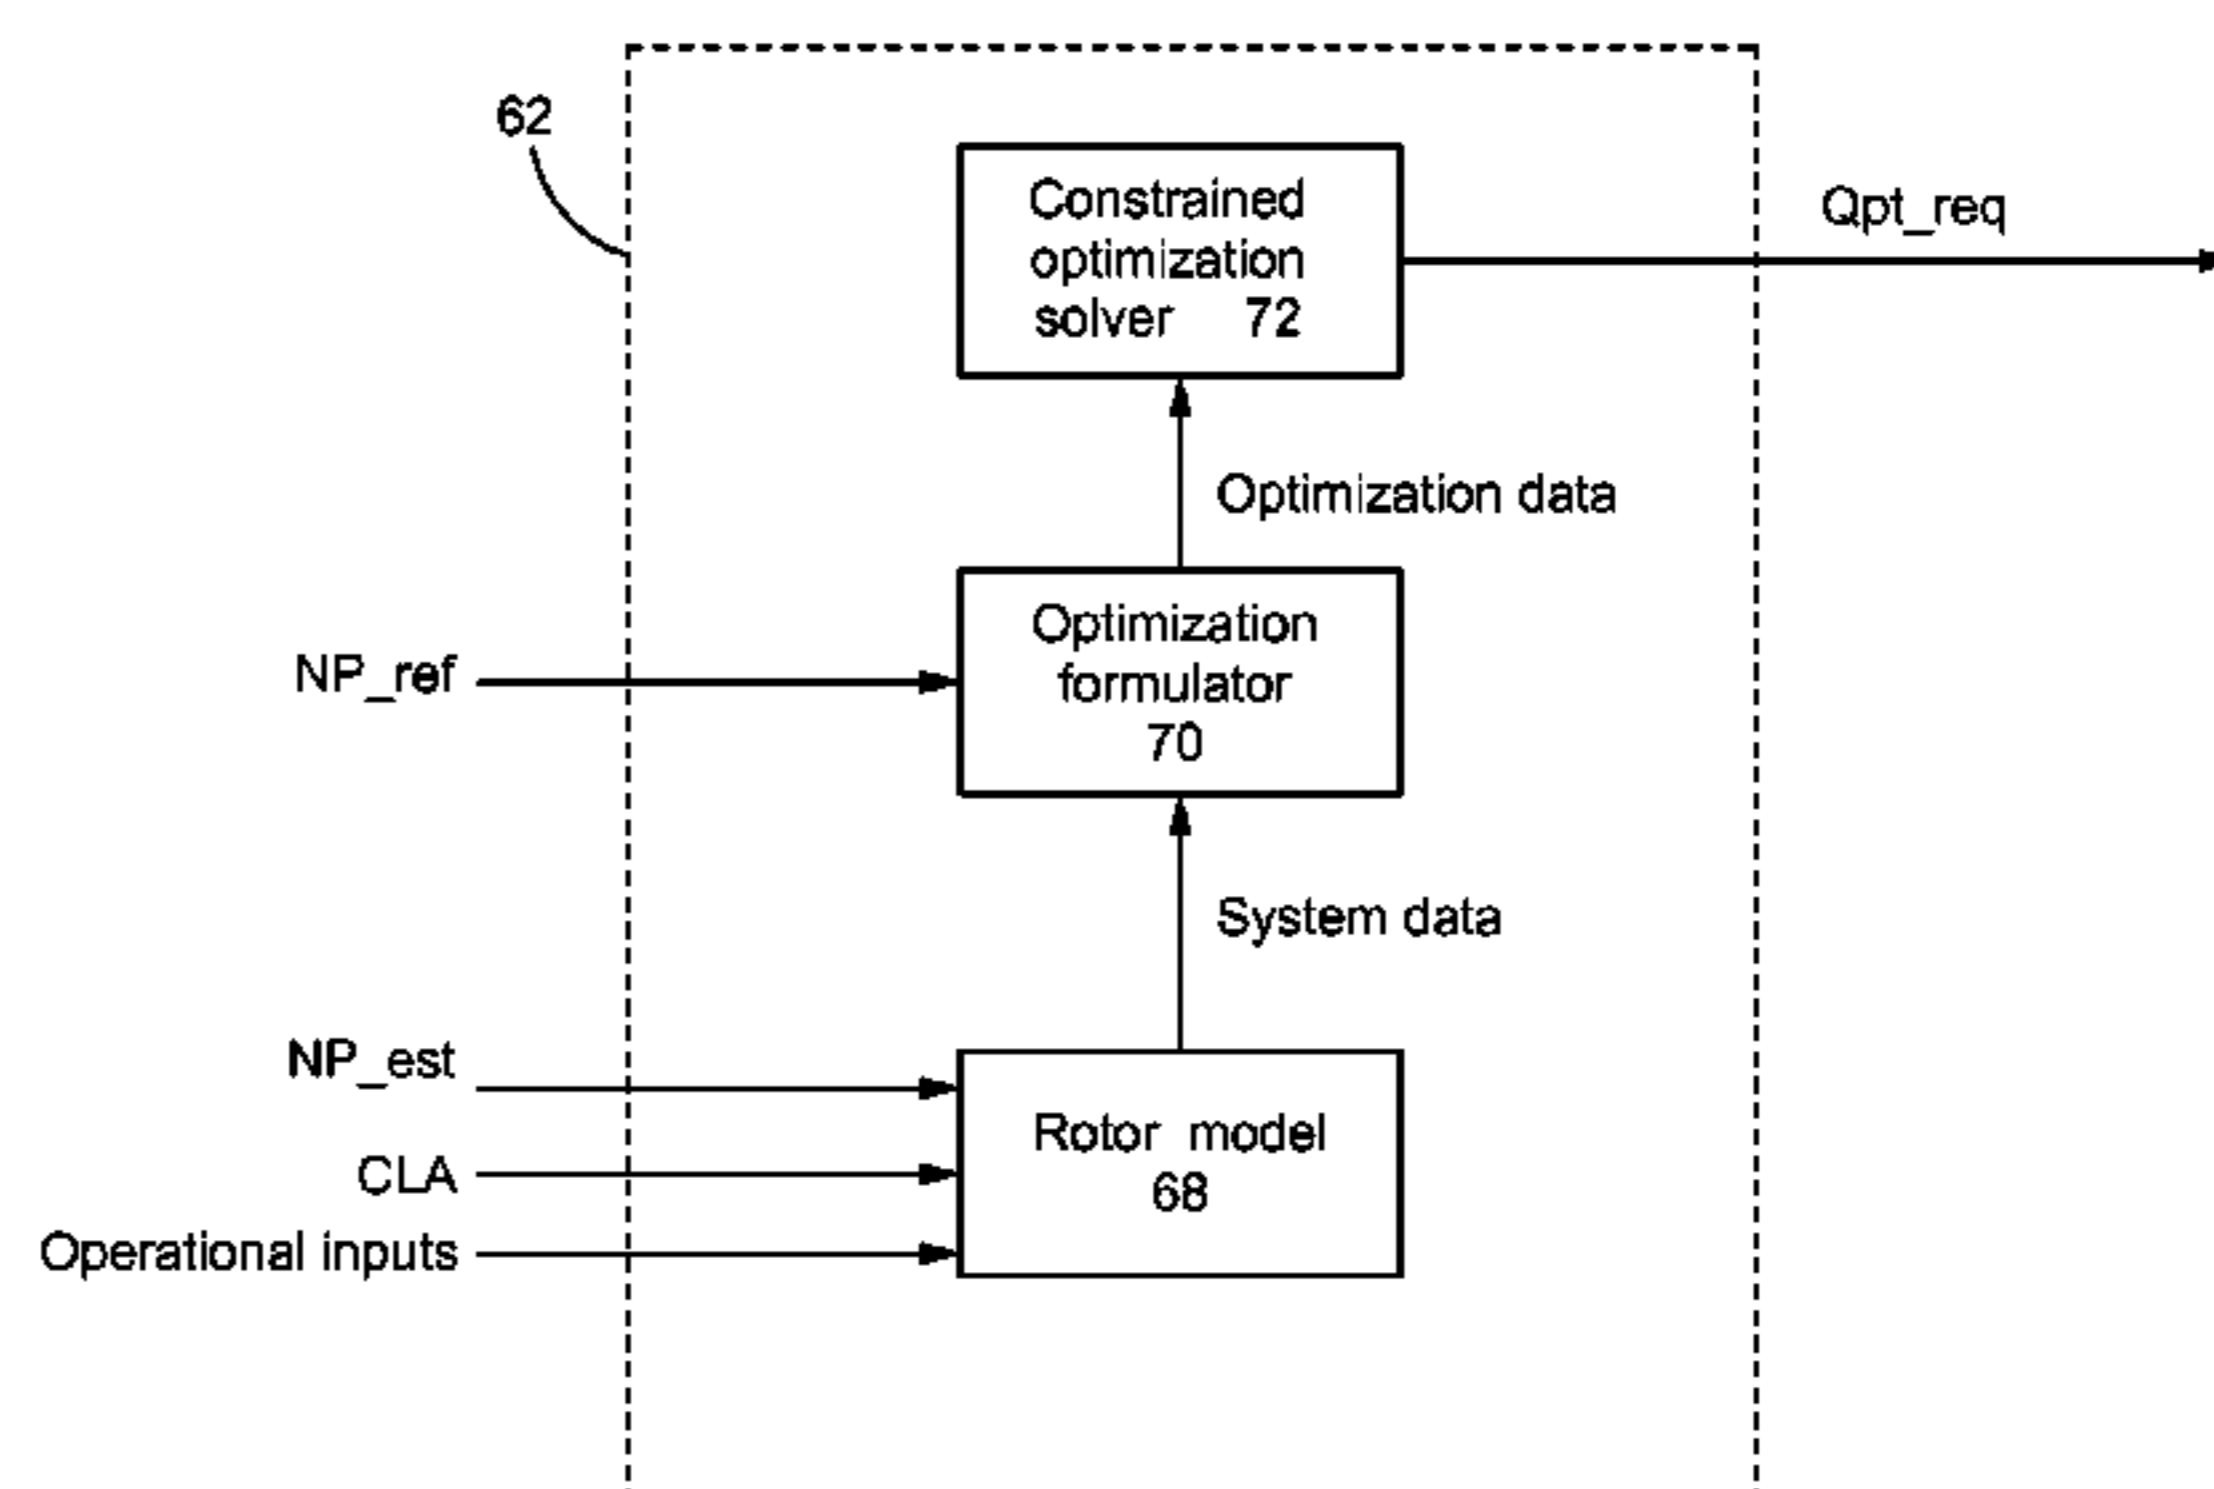 62
Constrained
optimization
solver 72
Qpt_req
Optimization data
NP_ref
Optimization
formulator
70
System data
NP_est
CLA
Operational inputs
Rotor model
68